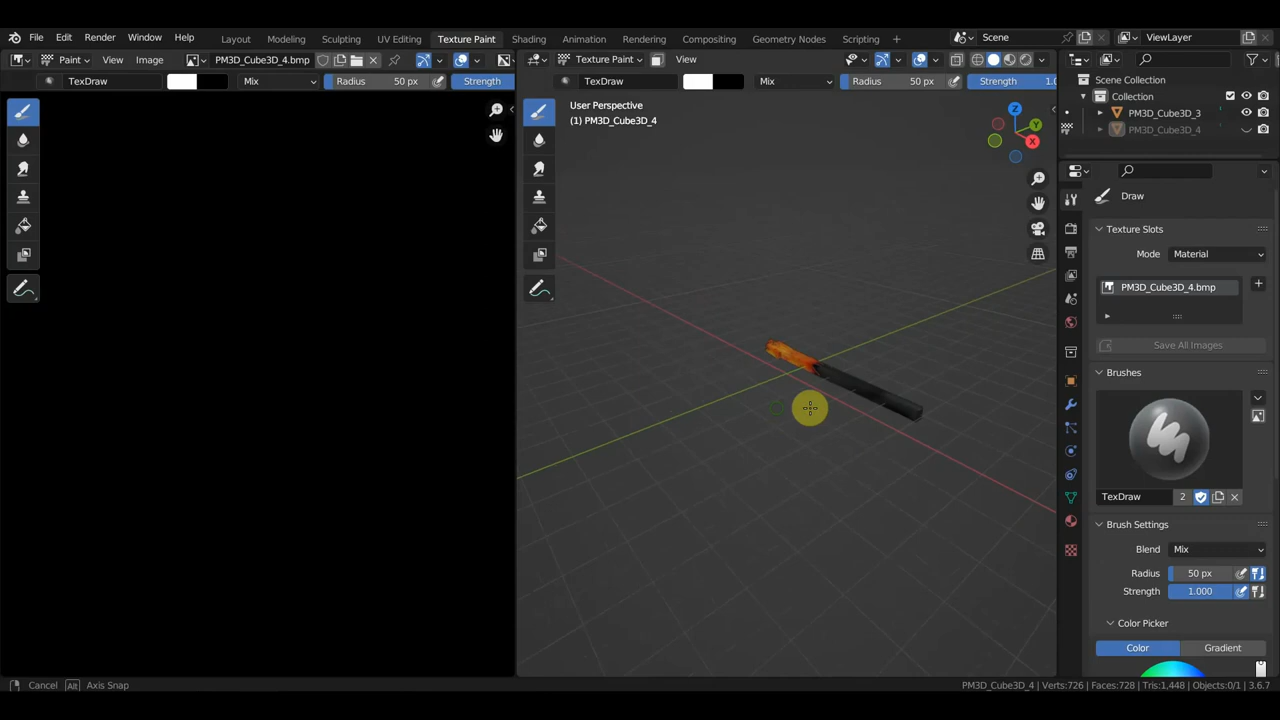 File Edit Render Window Help Layout Modeling Sculpting UV Editing Texture Paint Shading Animation Rendering Compositing Geometry Nodes Scripting + Scene ViewLayer
Paint View Image PM3D_Cube3D_4.bmp Texture Paint View
TexDraw Mix Radius 50 px Strength TexDraw Mix Radius 50 px Strength 1.0
Scene Collection
Collection
PM3D_Cube3D_3
PM3D_Cube3D_4
User Perspective
(1) PM3D_Cube3D_4
Z
Y
X
Draw
Texture Slots
Mode Material
PM3D_Cube3D_4.bmp
Save All Images
Brushes
TexDraw 2
Brush Settings
Blend Mix
Radius 50 px
Strength 1.000
Color Picker
Color Gradient
Cancel Alt Axis Snap PM3D_Cube3D_4 | Verts:726 | Faces:728 | Tris:1,448 | Objects:0/1 | 3.6.7